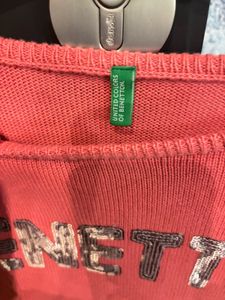 UNITED COLORS
OF BENETTON.
ENETT